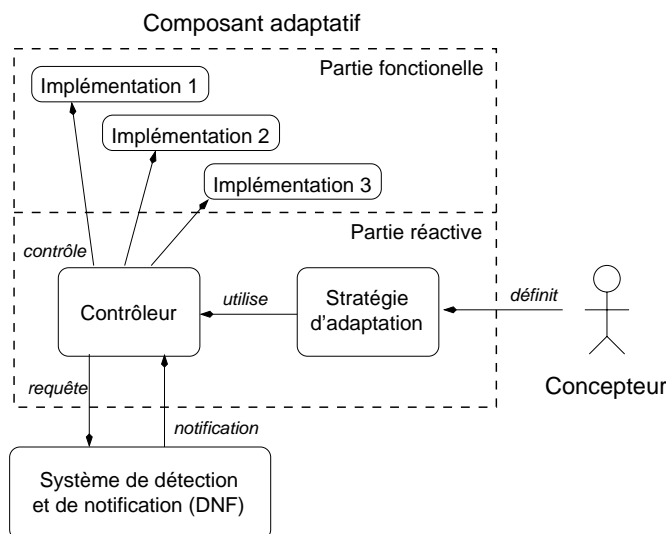 Composant adaptatif
Partie fonctionelle
Implémentation 1
Implémentation 2
Implémentation 3
Partie réactive
contrôle
Contrôleur
utilise
Stratégie
d'adaptation
définit
Concepteur
requête
notification
Système de détection
et de notification (DNF)